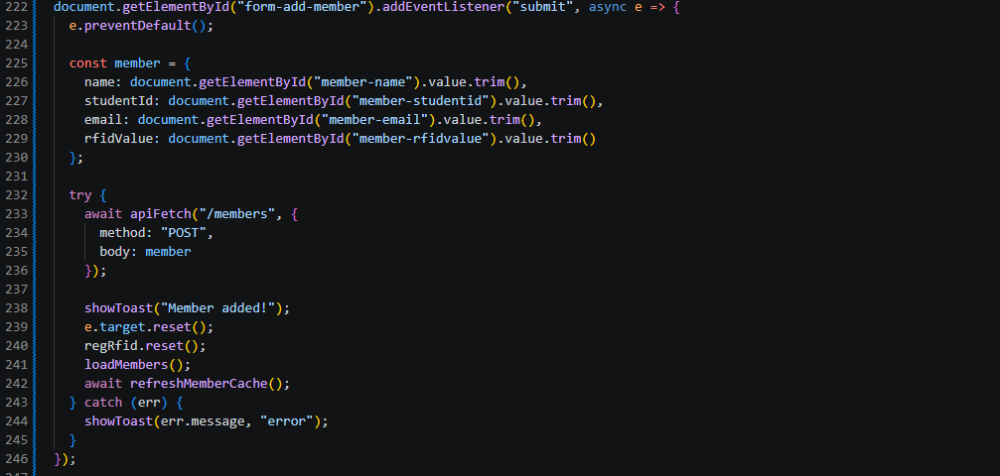 222 document.getElementById("form-add-member").addEventListener("submit", async e => {
223   e.preventDefault();
224
225   const member = {
226     name: document.getElementById("member-name").value.trim(),
227     studentId: document.getElementById("member-studentid").value.trim(),
228     email: document.getElementById("member-email").value.trim(),
229     rfidValue: document.getElementById("member-rfidvalue").value.trim()
230   };
231
232   try {
233     await apiFetch("/members", {
234       method: "POST",
235       body: member
236     });
237
238     showToast("Member added!");
239     e.target.reset();
240     regRfid.reset();
241     loadMembers();
242     await refreshMemberCache();
243   } catch (err) {
244     showToast(err.message, "error");
245   }
246 });